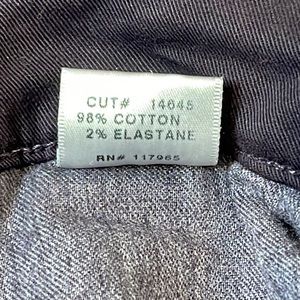 CUT# 14645
98% COTTON
2% ELASTANE
RN# 117965